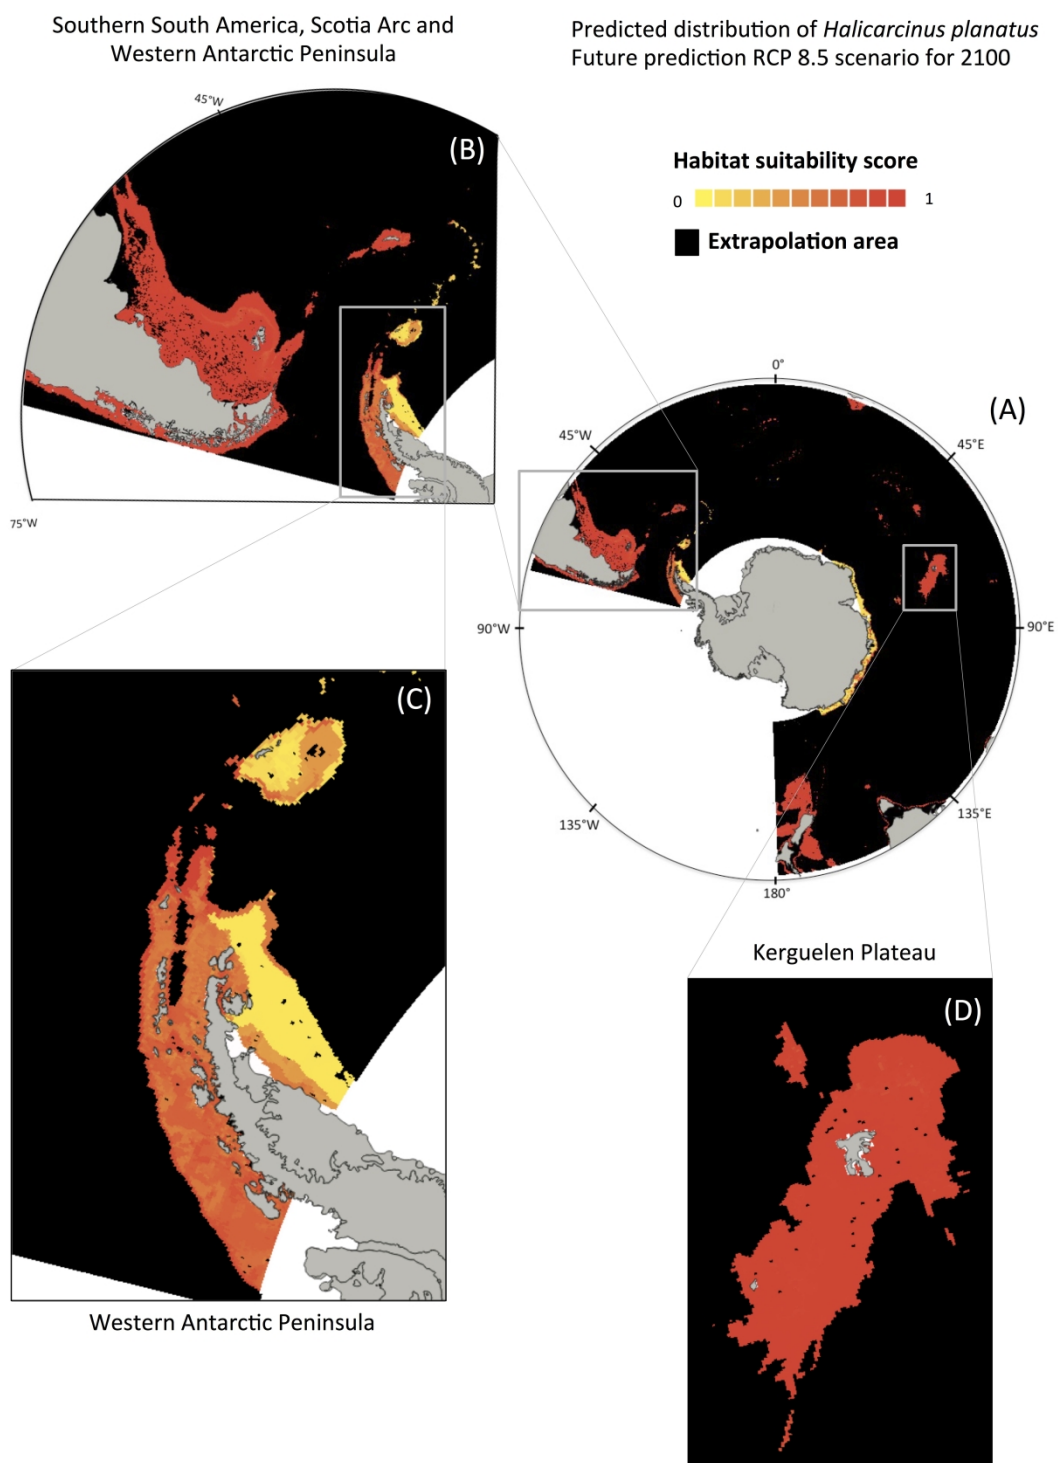 Southern South America, Scotia Arc and
Western Antarctic Peninsula
Predicted distribution of Halicarcinus planatus
Future prediction RCP 8.5 scenario for 2100
45°W
(B)
Habitat suitability score
0 1
Extrapolation area
75°W
0°
(A)
45°W
45°E
90°W
90°E
135°W
135°E
180°
(C)
Western Antarctic Peninsula
Kerguelen Plateau
(D)